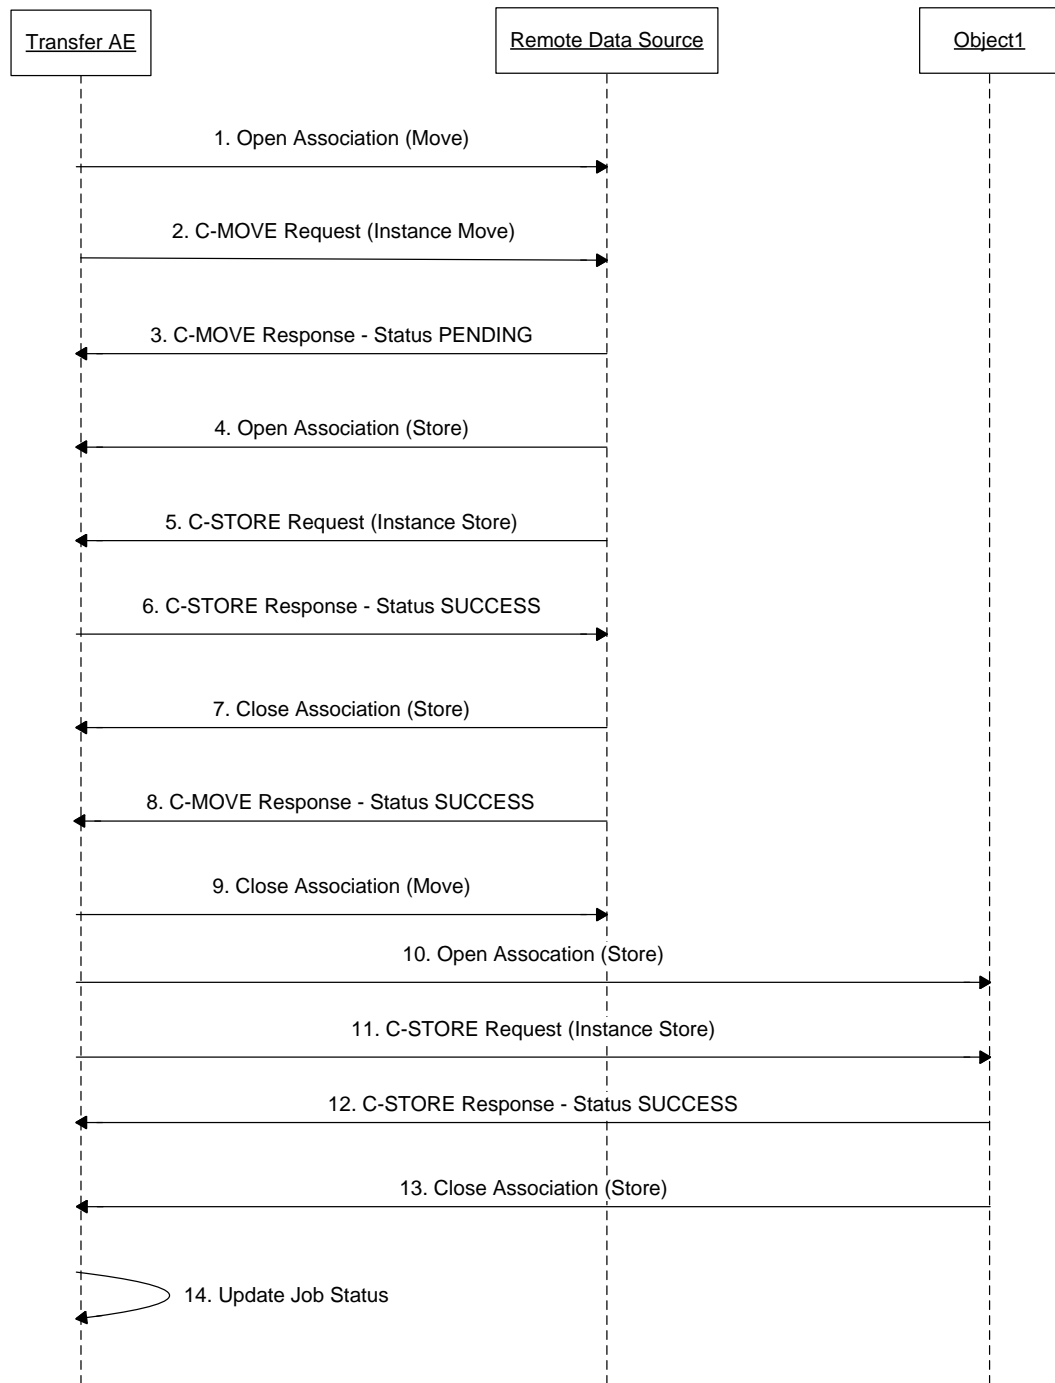 Transfer AE
Remote Data Source
Object1
1. Open Association (Move)
2. C-MOVE Request (Instance Move)
3. C-MOVE Response - Status PENDING
4. Open Association (Store)
5. C-STORE Request (Instance Store)
6. C-STORE Response - Status SUCCESS
7. Close Association (Store)
8. C-MOVE Response - Status SUCCESS
9. Close Association (Move)
10. Open Assocation (Store)
11. C-STORE Request (Instance Store)
12. C-STORE Response - Status SUCCESS
13. Close Association (Store)
14. Update Job Status